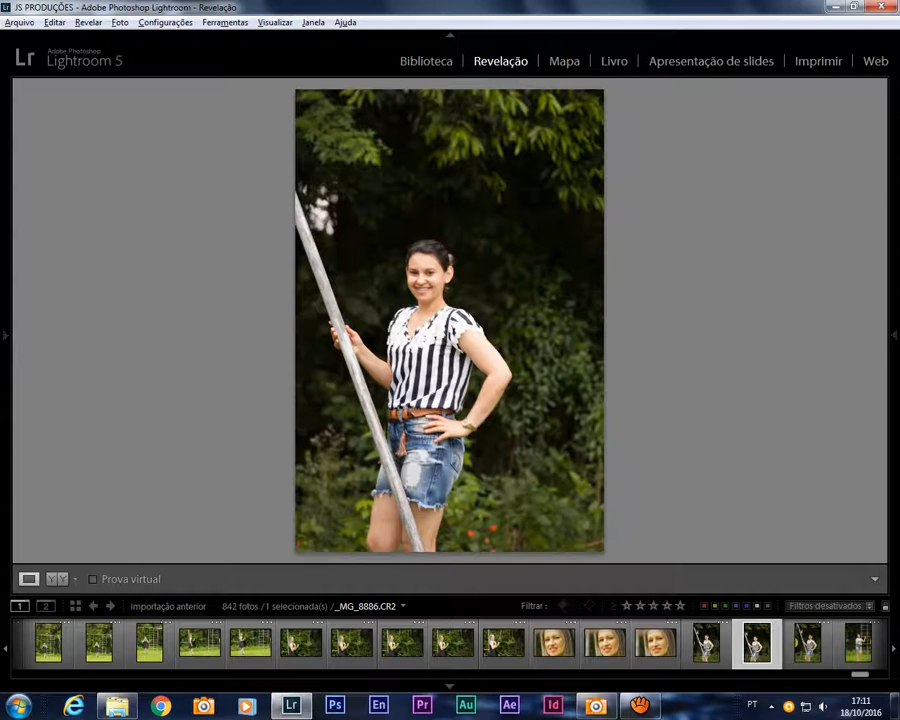 JS PRODUÇÕES - Adobe Photoshop Lightroom - Revelação
Arquivo Editar Revelar Foto Configurações Ferramentas Visualizar Janela Ajuda
Lr Adobe Photoshop
Lightroom 5
Biblioteca | Revelação | Mapa | Livro | Apresentação de slides | Imprimir | Web
Y Y Prova virtual
1 2 Importação anterior 842 fotos /1 selecionada(s) /_MG_8886.CR2 Filtrar : Filtros desativados
Lr Ps En Pr Au Ae Id PT 17:11
18/10/2016